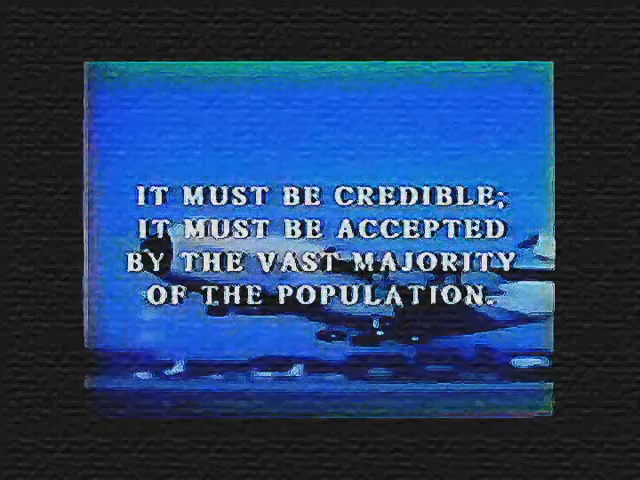 IT MUST BE CREDIBLE;
IT MUST BE ACCEPTED
BY THE VAST MAJORITY
OF THE POPULATION.